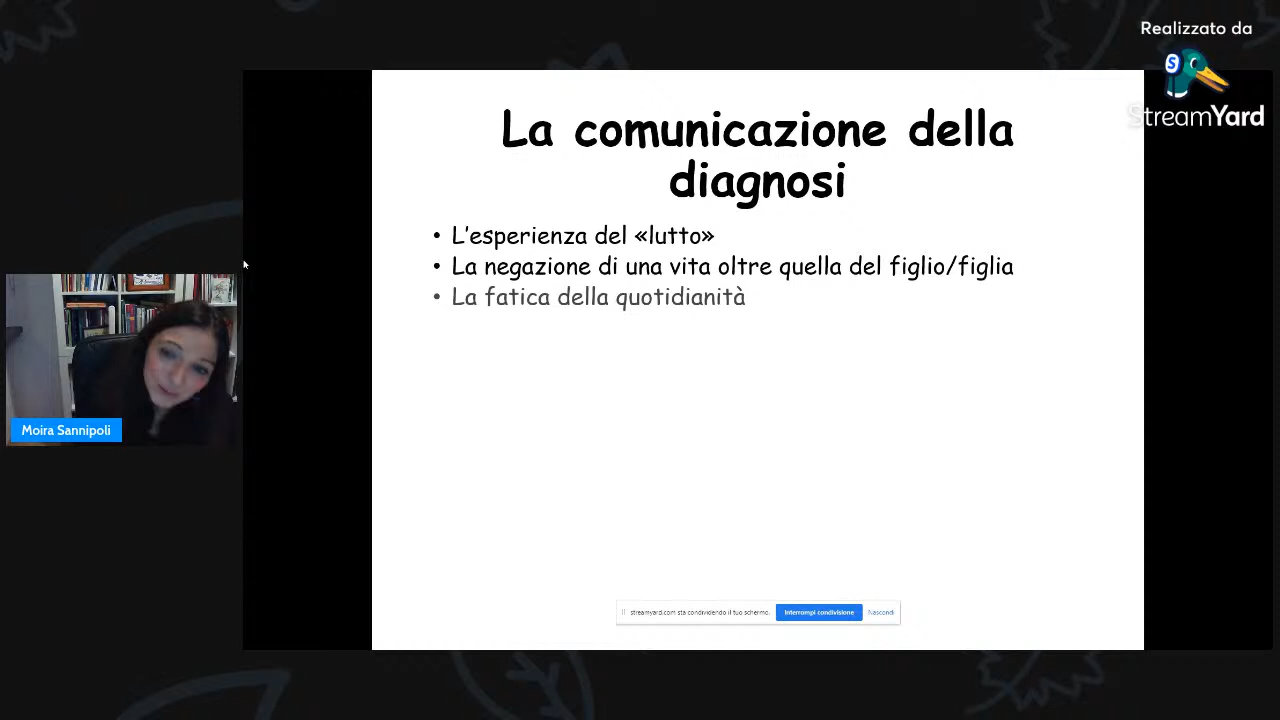 Realizzato da
S
StreamYard
La comunicazione della
diagnosi
• L'esperienza del «lutto»
• La negazione di una vita oltre quella del figlio/figlia
• La fatica della quotidianità
Moira Sannipoli
streamyard.com sta condividendo il tuo schermo.
Interrompi condivisione
Nascondi